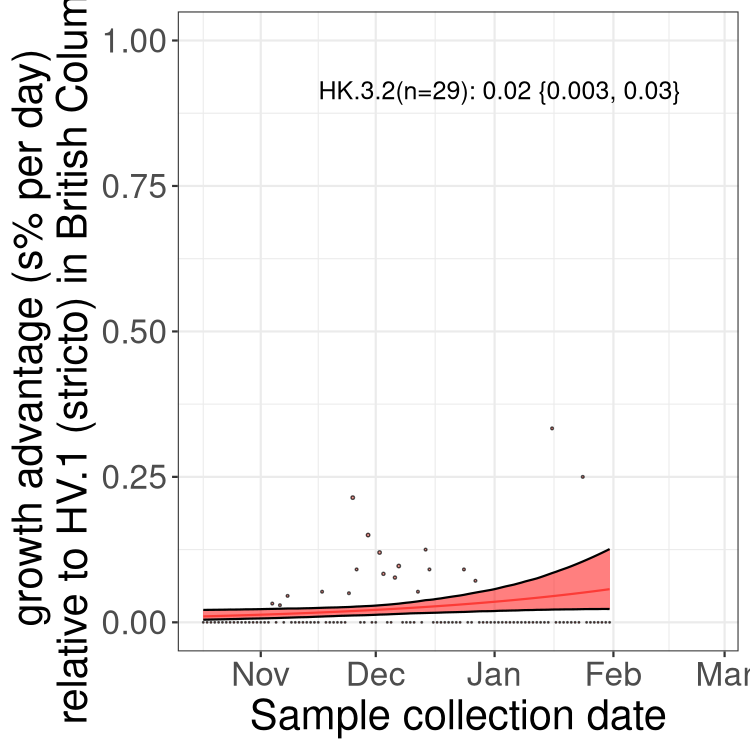 growth advantage (s% per day)
relative to HV.1 (stricto) in British Colum
1.00
0.75
0.50
0.25
0.00
HK.3.2(n=29): 0.02 {0.003, 0.03}
Nov Dec Jan Feb Mar
Sample collection date